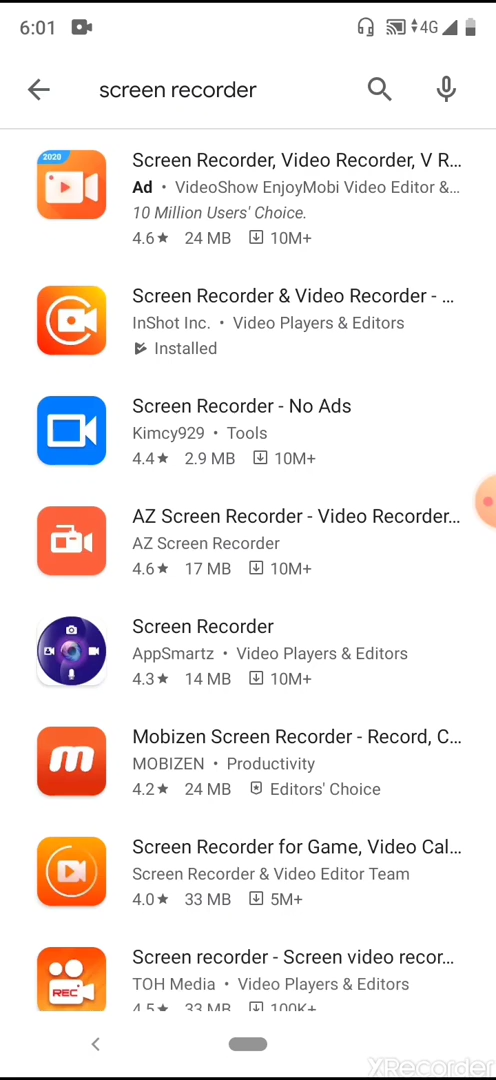 6:01
4G
screen recorder
2020
Screen Recorder, Video Recorder, V R...
Ad • VideoShow EnjoyMobi Video Editor &...
10 Million Users' Choice.
4.6★ 24 MB 10M+
Screen Recorder & Video Recorder - ...
InShot Inc. • Video Players & Editors
Installed
Screen Recorder - No Ads
Kimcy929 • Tools
4.4★ 2.9 MB 10M+
AZ Screen Recorder - Video Recorder...
AZ Screen Recorder
4.6★ 17 MB 10M+
Screen Recorder
AppSmartz • Video Players & Editors
4.3★ 14 MB 10M+
m
Mobizen Screen Recorder - Record, C...
MOBIZEN • Productivity
4.2★ 24 MB Editors' Choice
Screen Recorder for Game, Video Cal...
Screen Recorder & Video Editor Team
4.0★ 33 MB 5M+
REC
Screen recorder - Screen video recor...
TOH Media • Video Players & Editors
4.5★ 33 MB 100K+
XRecorder